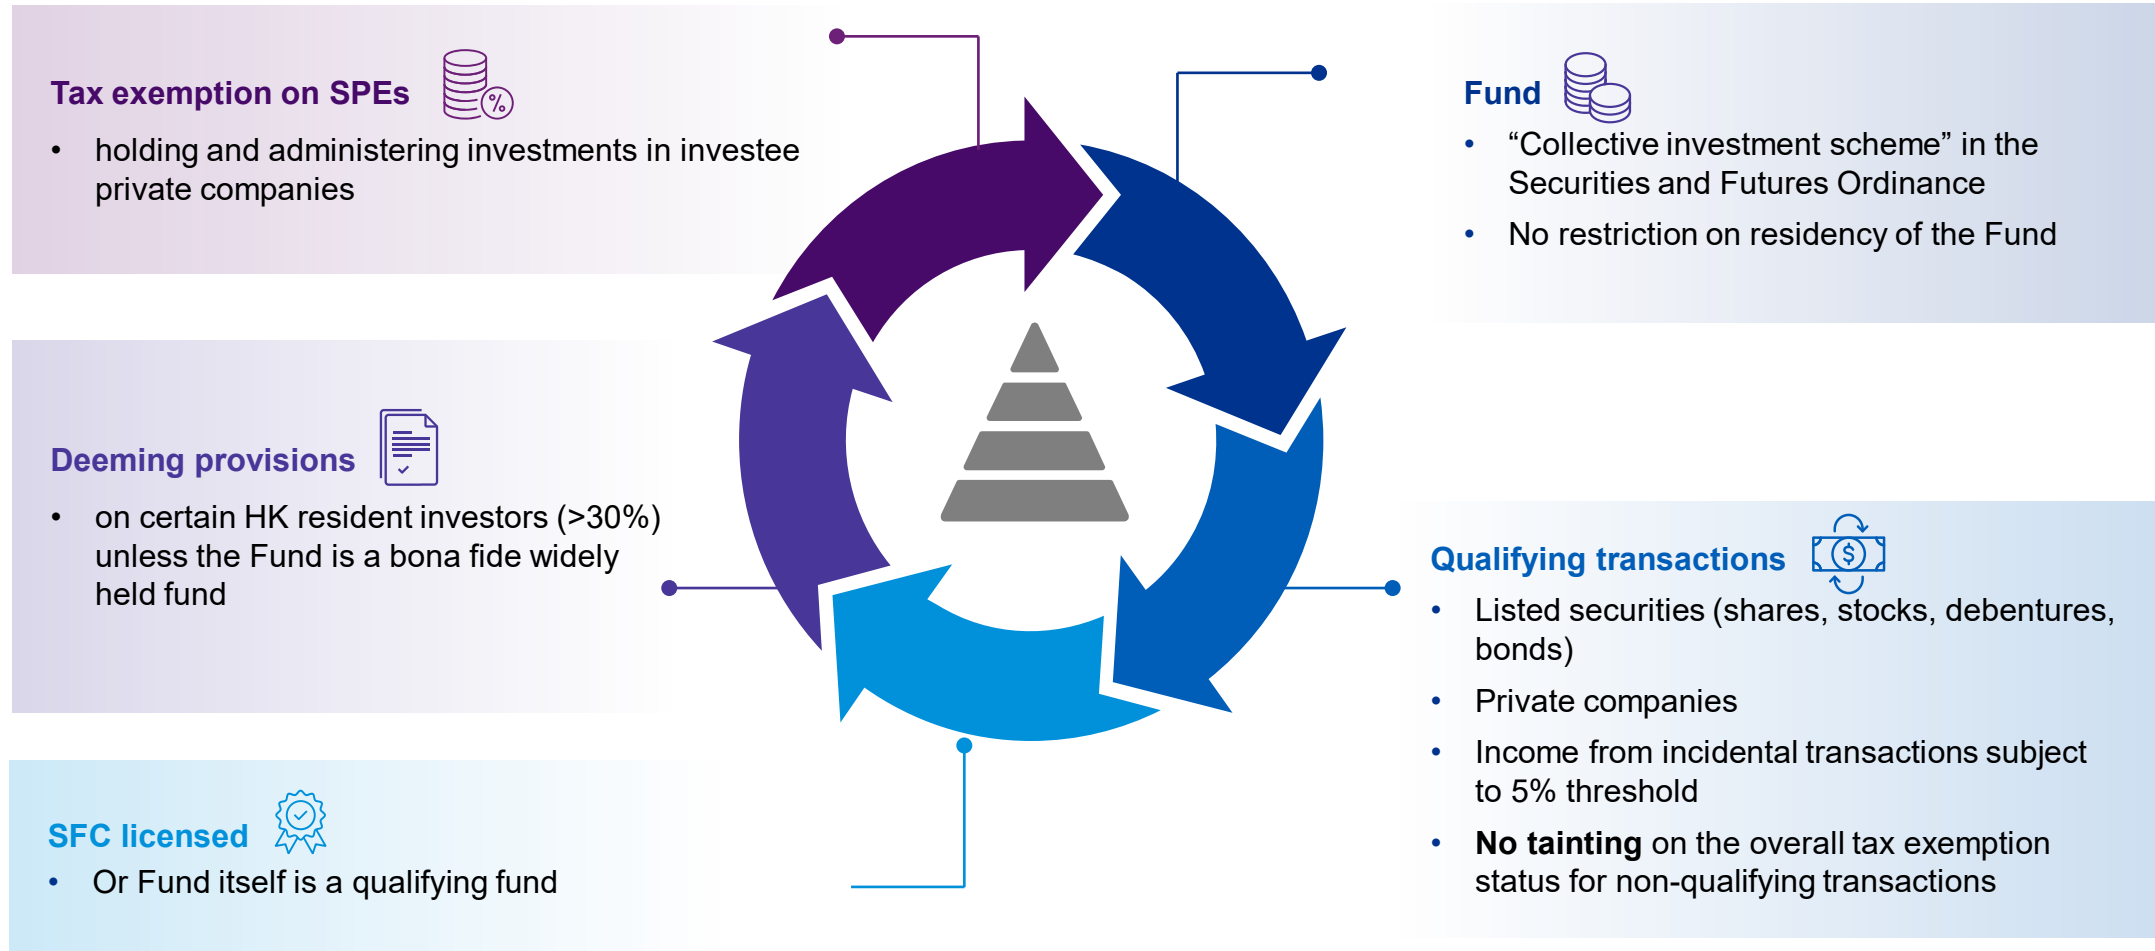 Tax exemption on SPEs
%
• holding and administering investments in investee
private companies
Fund
• “Collective investment scheme” in the
Securities and Futures Ordinance
• No restriction on residency of the Fund
Deeming provisions
• on certain HK resident investors (>30%)
unless the Fund is a bona fide widely
held fund
Qualifying transactions
$
• Listed securities (shares, stocks, debentures,
bonds)
• Private companies
• Income from incidental transactions subject
to 5% threshold
• No tainting on the overall tax exemption
status for non-qualifying transactions
SFC licensed
• Or Fund itself is a qualifying fund